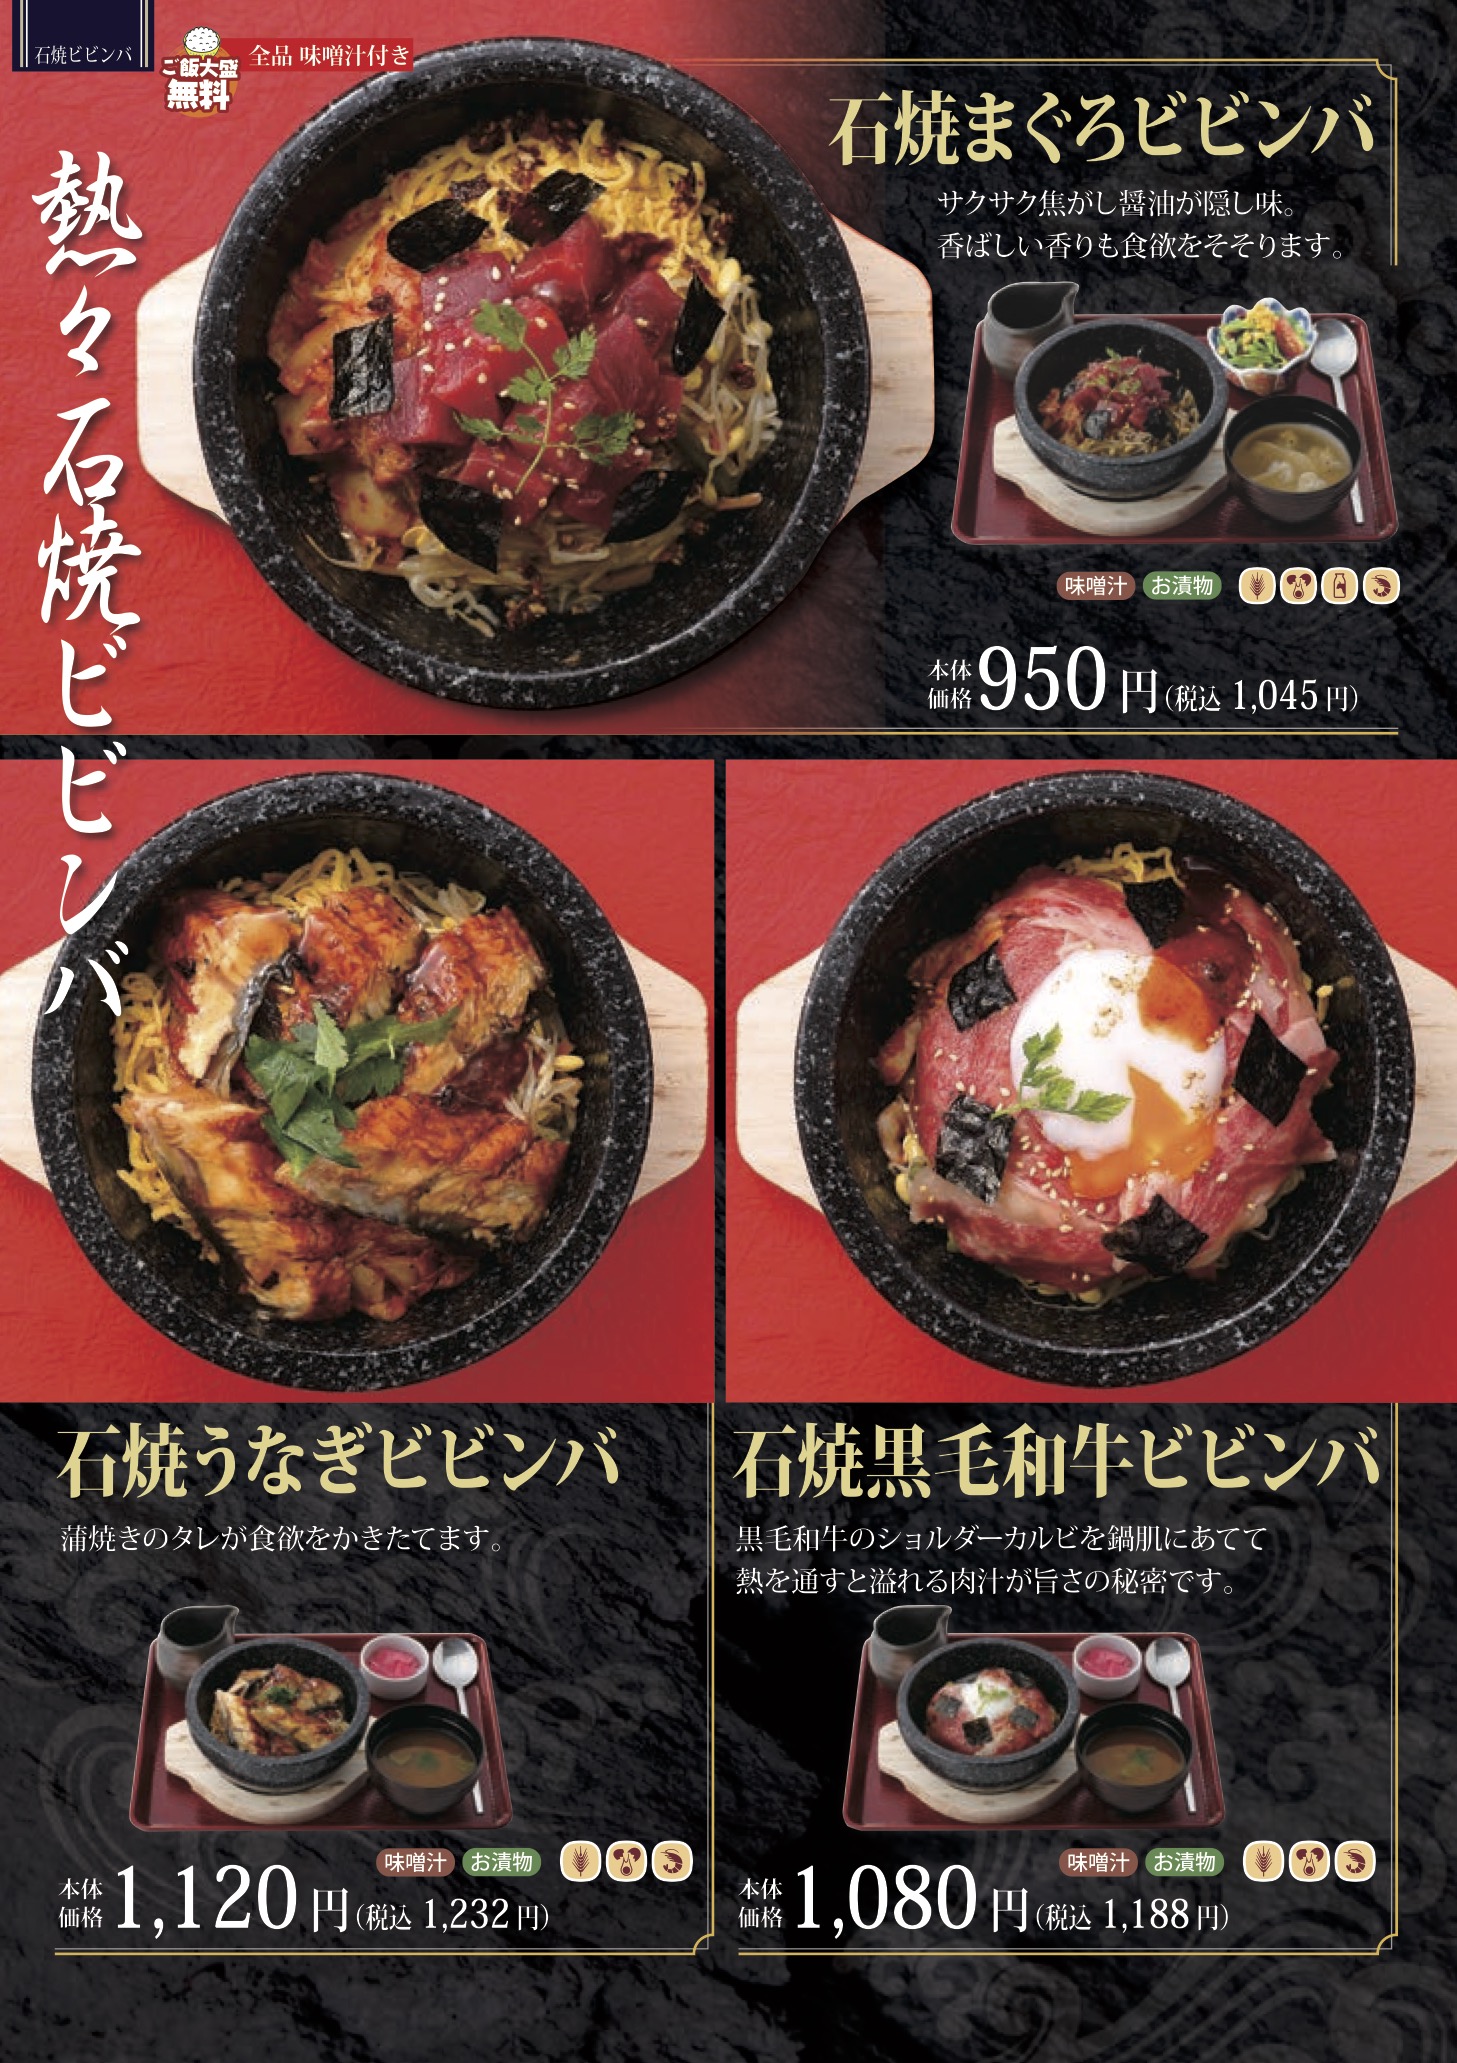 石焼ビビンバ
ご飯大盛
無料
全品 味噌汁付き
熱々石焼ビビンバ
石焼まぐろビビンバ
サクサク焦がし醤油が隠し味。
香ばしい香りも食欲をそそります。
味噌汁 お漬物
本体価格950円(税込 1,045円)
石焼うなぎビビンバ
蒲焼きのタレが食欲をかきたてます。
味噌汁 お漬物
本体価格1,120円(税込 1,232円)
石焼黒毛和牛ビビンバ
黒毛和牛のショルダーカルビを鍋肌にあてて
熱を通すと溢れる肉汁が旨さの秘密です。
味噌汁 お漬物
本体価格1,080円(税込 1,188円)